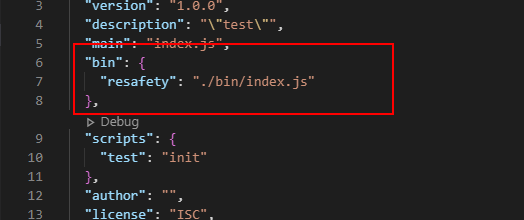 3 "version": "1.0.0",
4 "description": "\"test\"",
5 "main": "index.js",
6 "bin": {
7 "resafety": "./bin/index.js"
8 },
Debug
9 "scripts": {
10 "test": "init"
11 },
12 "author": "",
13 "license": "ISC",